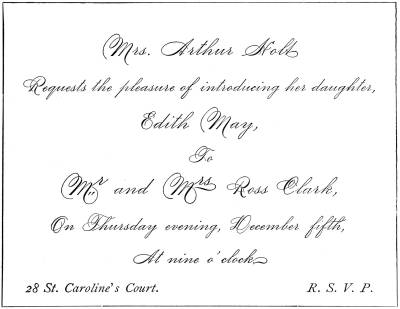 Mrs. Arthur Holt
Requests the pleasure of introducing her daughter,
Edith May,
To
Mr. and Mrs Ross Clark,
On Thursday evening, December fifth,
At nine o'clock
28 St. Caroline's Court. R. S. V. P.